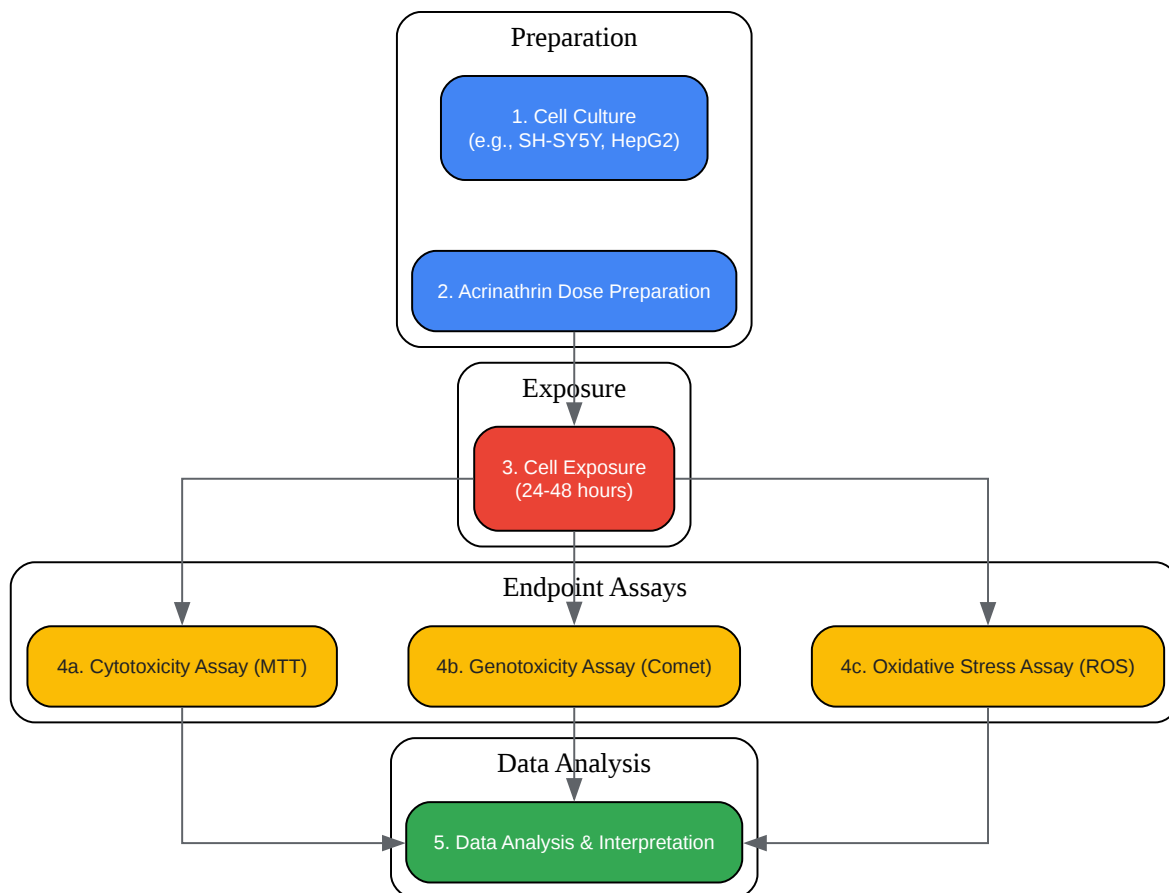 Preparation
1. Cell Culture
(e.g., SH-SY5Y, HepG2)
2. Acrinathrin Dose Preparation
Exposure
3. Cell Exposure
(24-48 hours)
Endpoint Assays
4a. Cytotoxicity Assay (MTT)
4b. Genotoxicity Assay (Comet)
4c. Oxidative Stress Assay (ROS)
Data Analysis
5. Data Analysis & Interpretation